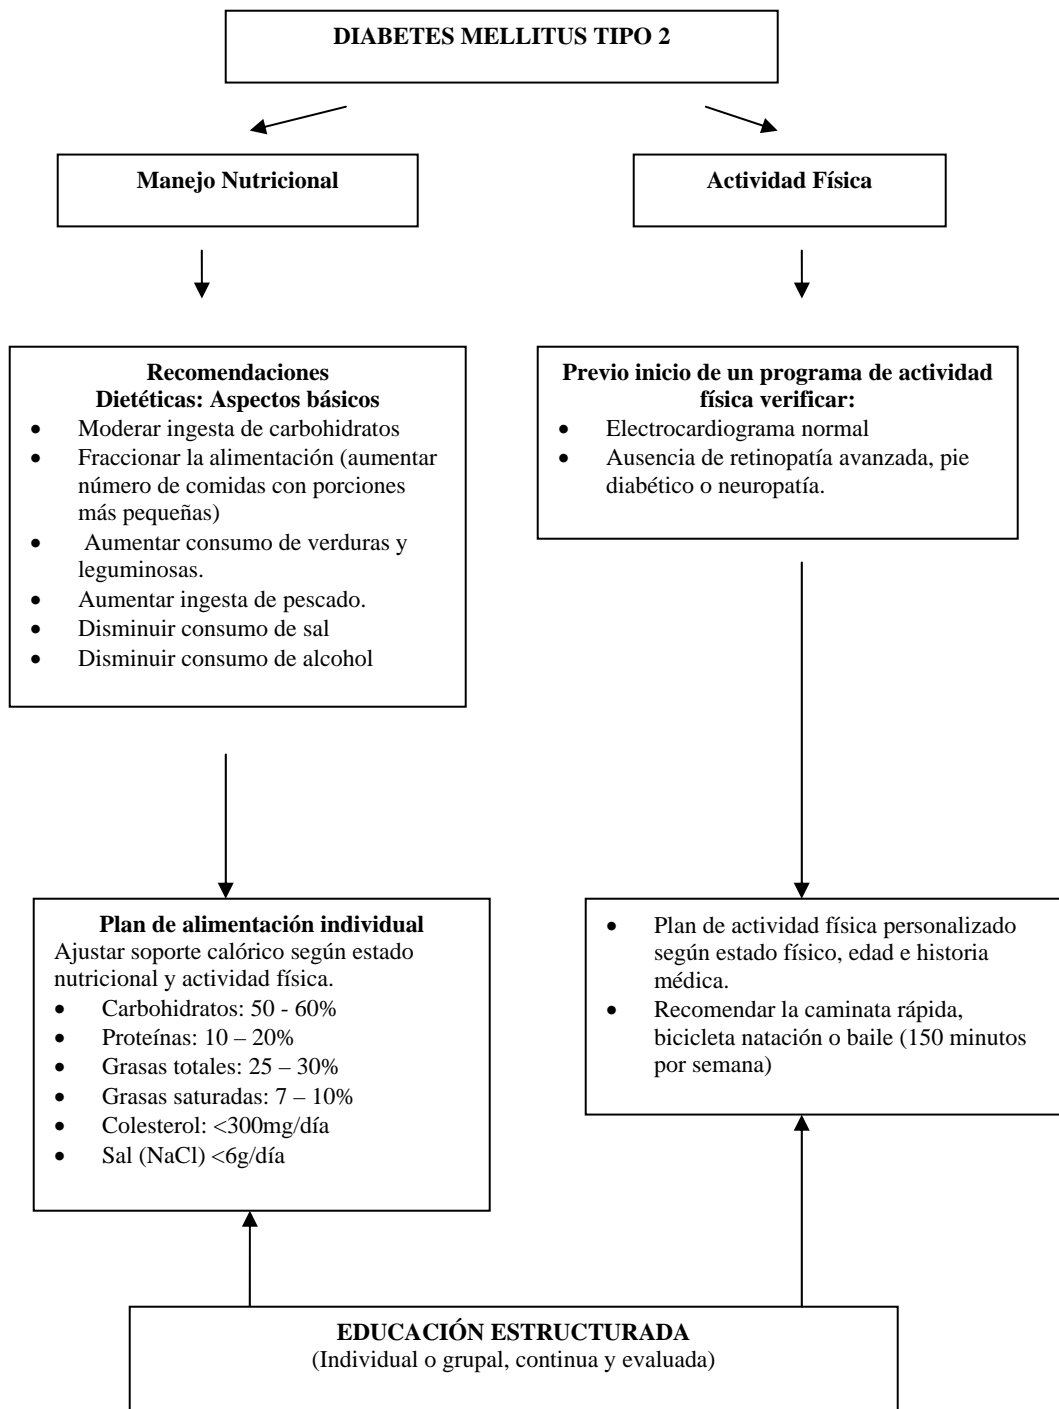 DIABETES MELLITUS TIPO 2
Manejo Nutricional
Actividad Física
Recomendaciones
Dietéticas: Aspectos básicos
• Moderar ingesta de carbohidratos
• Fraccionar la alimentación (aumentar
número de comidas con porciones
más pequeñas)
• Aumentar consumo de verduras y
leguminosas.
• Aumentar ingesta de pescado.
• Disminuir consumo de sal
• Disminuir consumo de alcohol
Previo inicio de un programa de actividad
física verificar:
• Electrocardiograma normal
• Ausencia de retinopatía avanzada, pie
diabético o neuropatía.
Plan de alimentación individual
Ajustar soporte calórico según estado
nutricional y actividad física.
• Carbohidratos: 50 - 60%
• Proteínas: 10 – 20%
• Grasas totales: 25 – 30%
• Grasas saturadas: 7 – 10%
• Colesterol: <300mg/día
• Sal (NaCl) <6g/día
• Plan de actividad física personalizado
según estado físico, edad e historia
médica.
• Recomendar la caminata rápida,
bicicleta natación o baile (150 minutos
por semana)
EDUCACIÓN ESTRUCTURADA
(Individual o grupal, continua y evaluada)